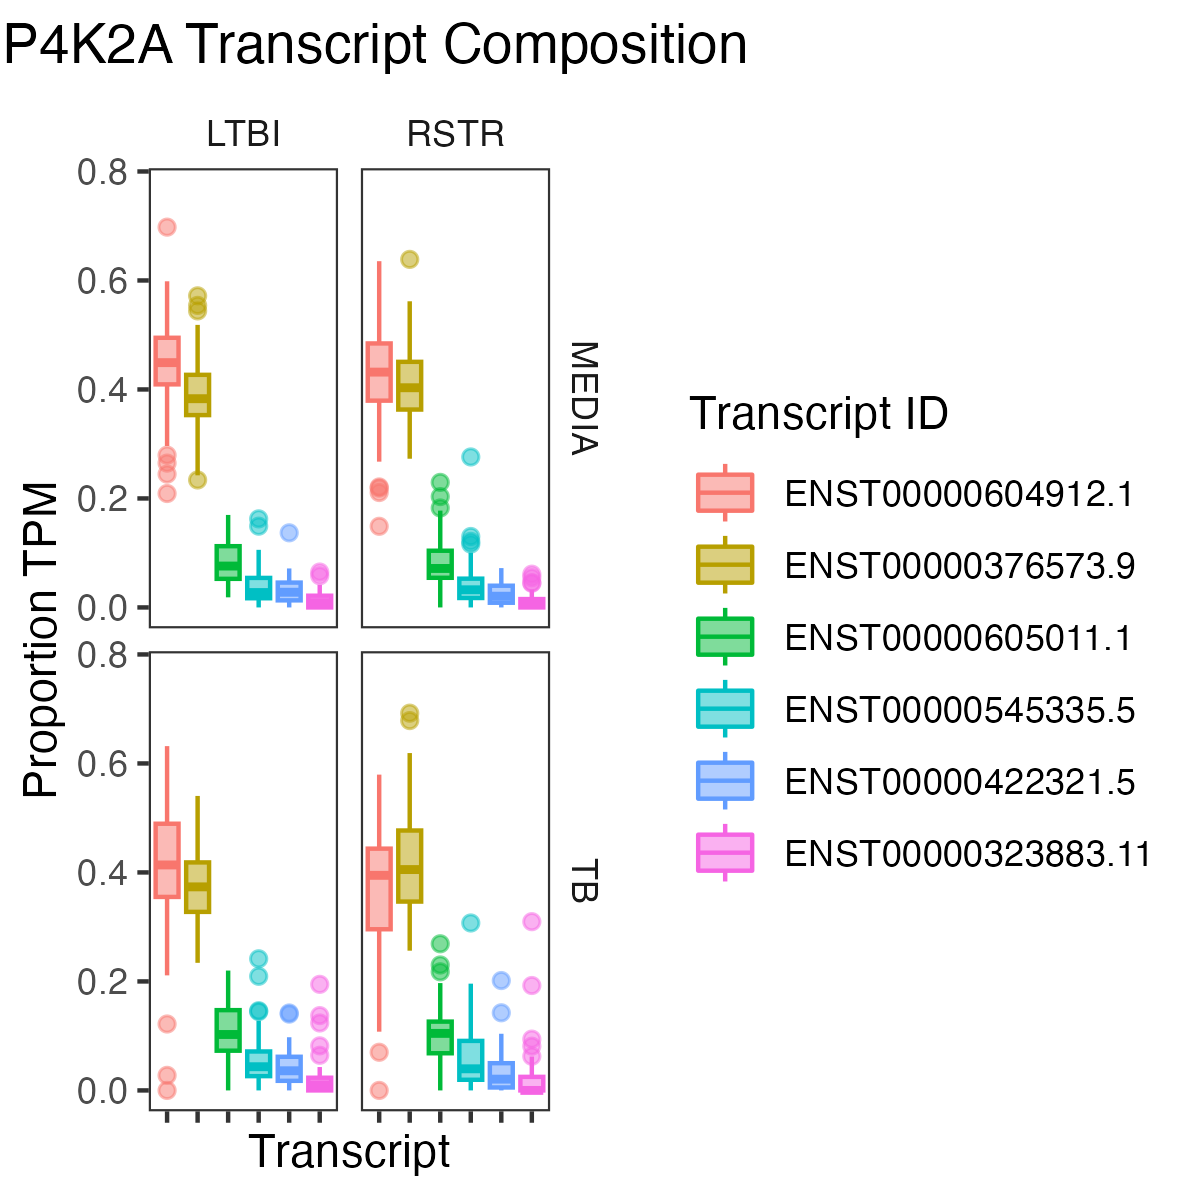 P4K2A Transcript Composition
LTBI
RSTR
0.8
0.6
0.4
0.2
0.0
MEDIA
0.8
0.6
0.4
0.2
0.0
TB
Proportion TPM
Transcript
Transcript ID
ENST00000604912.1
ENST00000376573.9
ENST00000605011.1
ENST00000545335.5
ENST00000422321.5
ENST00000323883.11